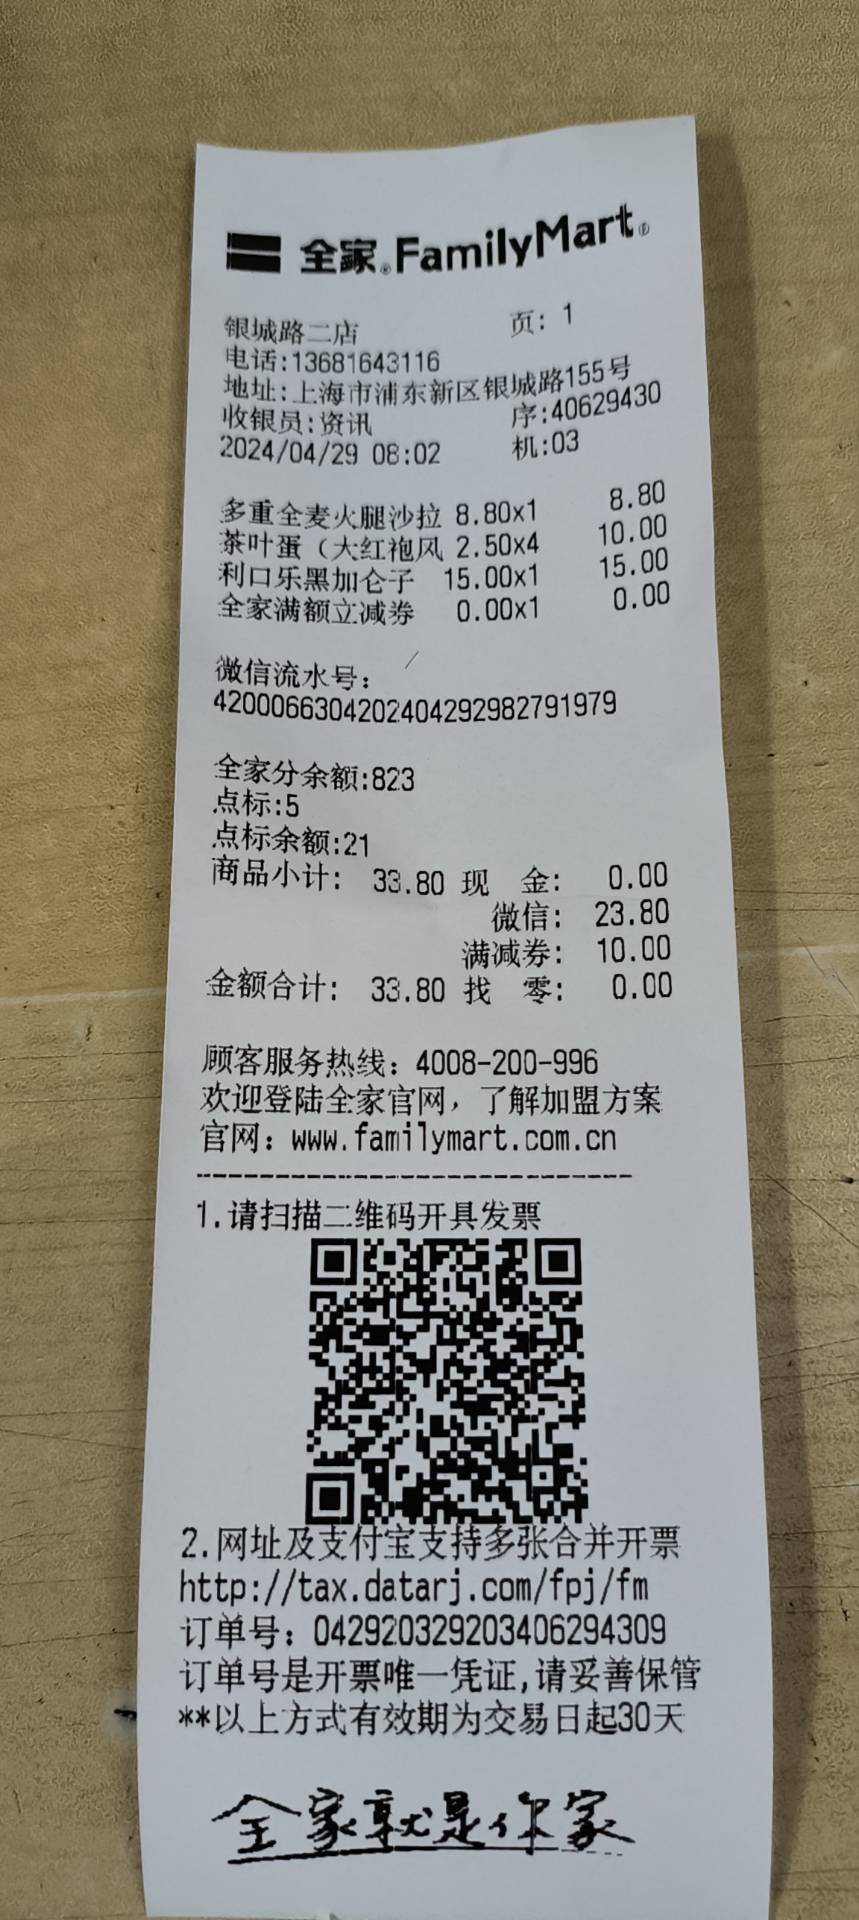 全家®FamilyMart®
银城路二店 页: 1
电话:13681643116
地址:上海市浦东新区银城路155号
收银员:资讯 序:40629430
2024/04/29 08:02 机:03
多重全麦火腿沙拉 8.80x1 8.80
茶叶蛋（大红袍风 2.50x4 10.00
利口乐黑加仑子 15.00x1 15.00
全家满额立减券 0.00x1 0.00
微信流水号:
4200066304202404292982791979
全家分余额:823
点标:5
点标余额:21
商品小计: 33.80 现 金: 0.00
微信: 23.80
满减券: 10.00
金额合计: 33.80 找 零: 0.00
顾客服务热线: 4008-200-996
欢迎登陆全家官网，了解加盟方案
官网: www.familymart.com.cn
--------------------------------
1.请扫描二维码开具发票
2.网址及支付宝支持多张合并开票
http://tax.datarj.com/fpj/fm
订单号: 0429203292034062​94309
订单号是开票唯一凭证,请妥善保管
**以上方式有效期为交易日起30天
全家就是你家